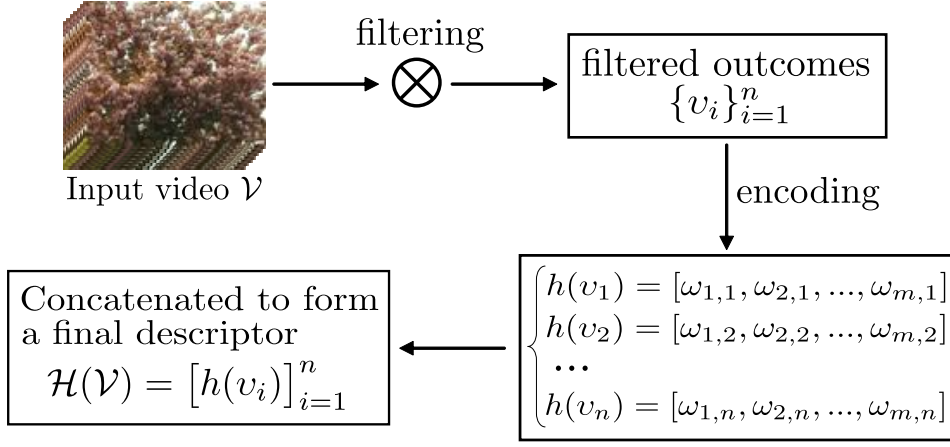 filtering
filtered outcomes
{υ_i}_{i=1}^n
Input video 𝒱
encoding
h(υ_1) = [ω_{1,1}, ω_{2,1}, ..., ω_{m,1}]
h(υ_2) = [ω_{1,2}, ω_{2,2}, ..., ω_{m,2}]
...
h(υ_n) = [ω_{1,n}, ω_{2,n}, ..., ω_{m,n}]
Concatenated to form
a final descriptor
ℋ(𝒱) = [h(υ_i)]_{i=1}^n